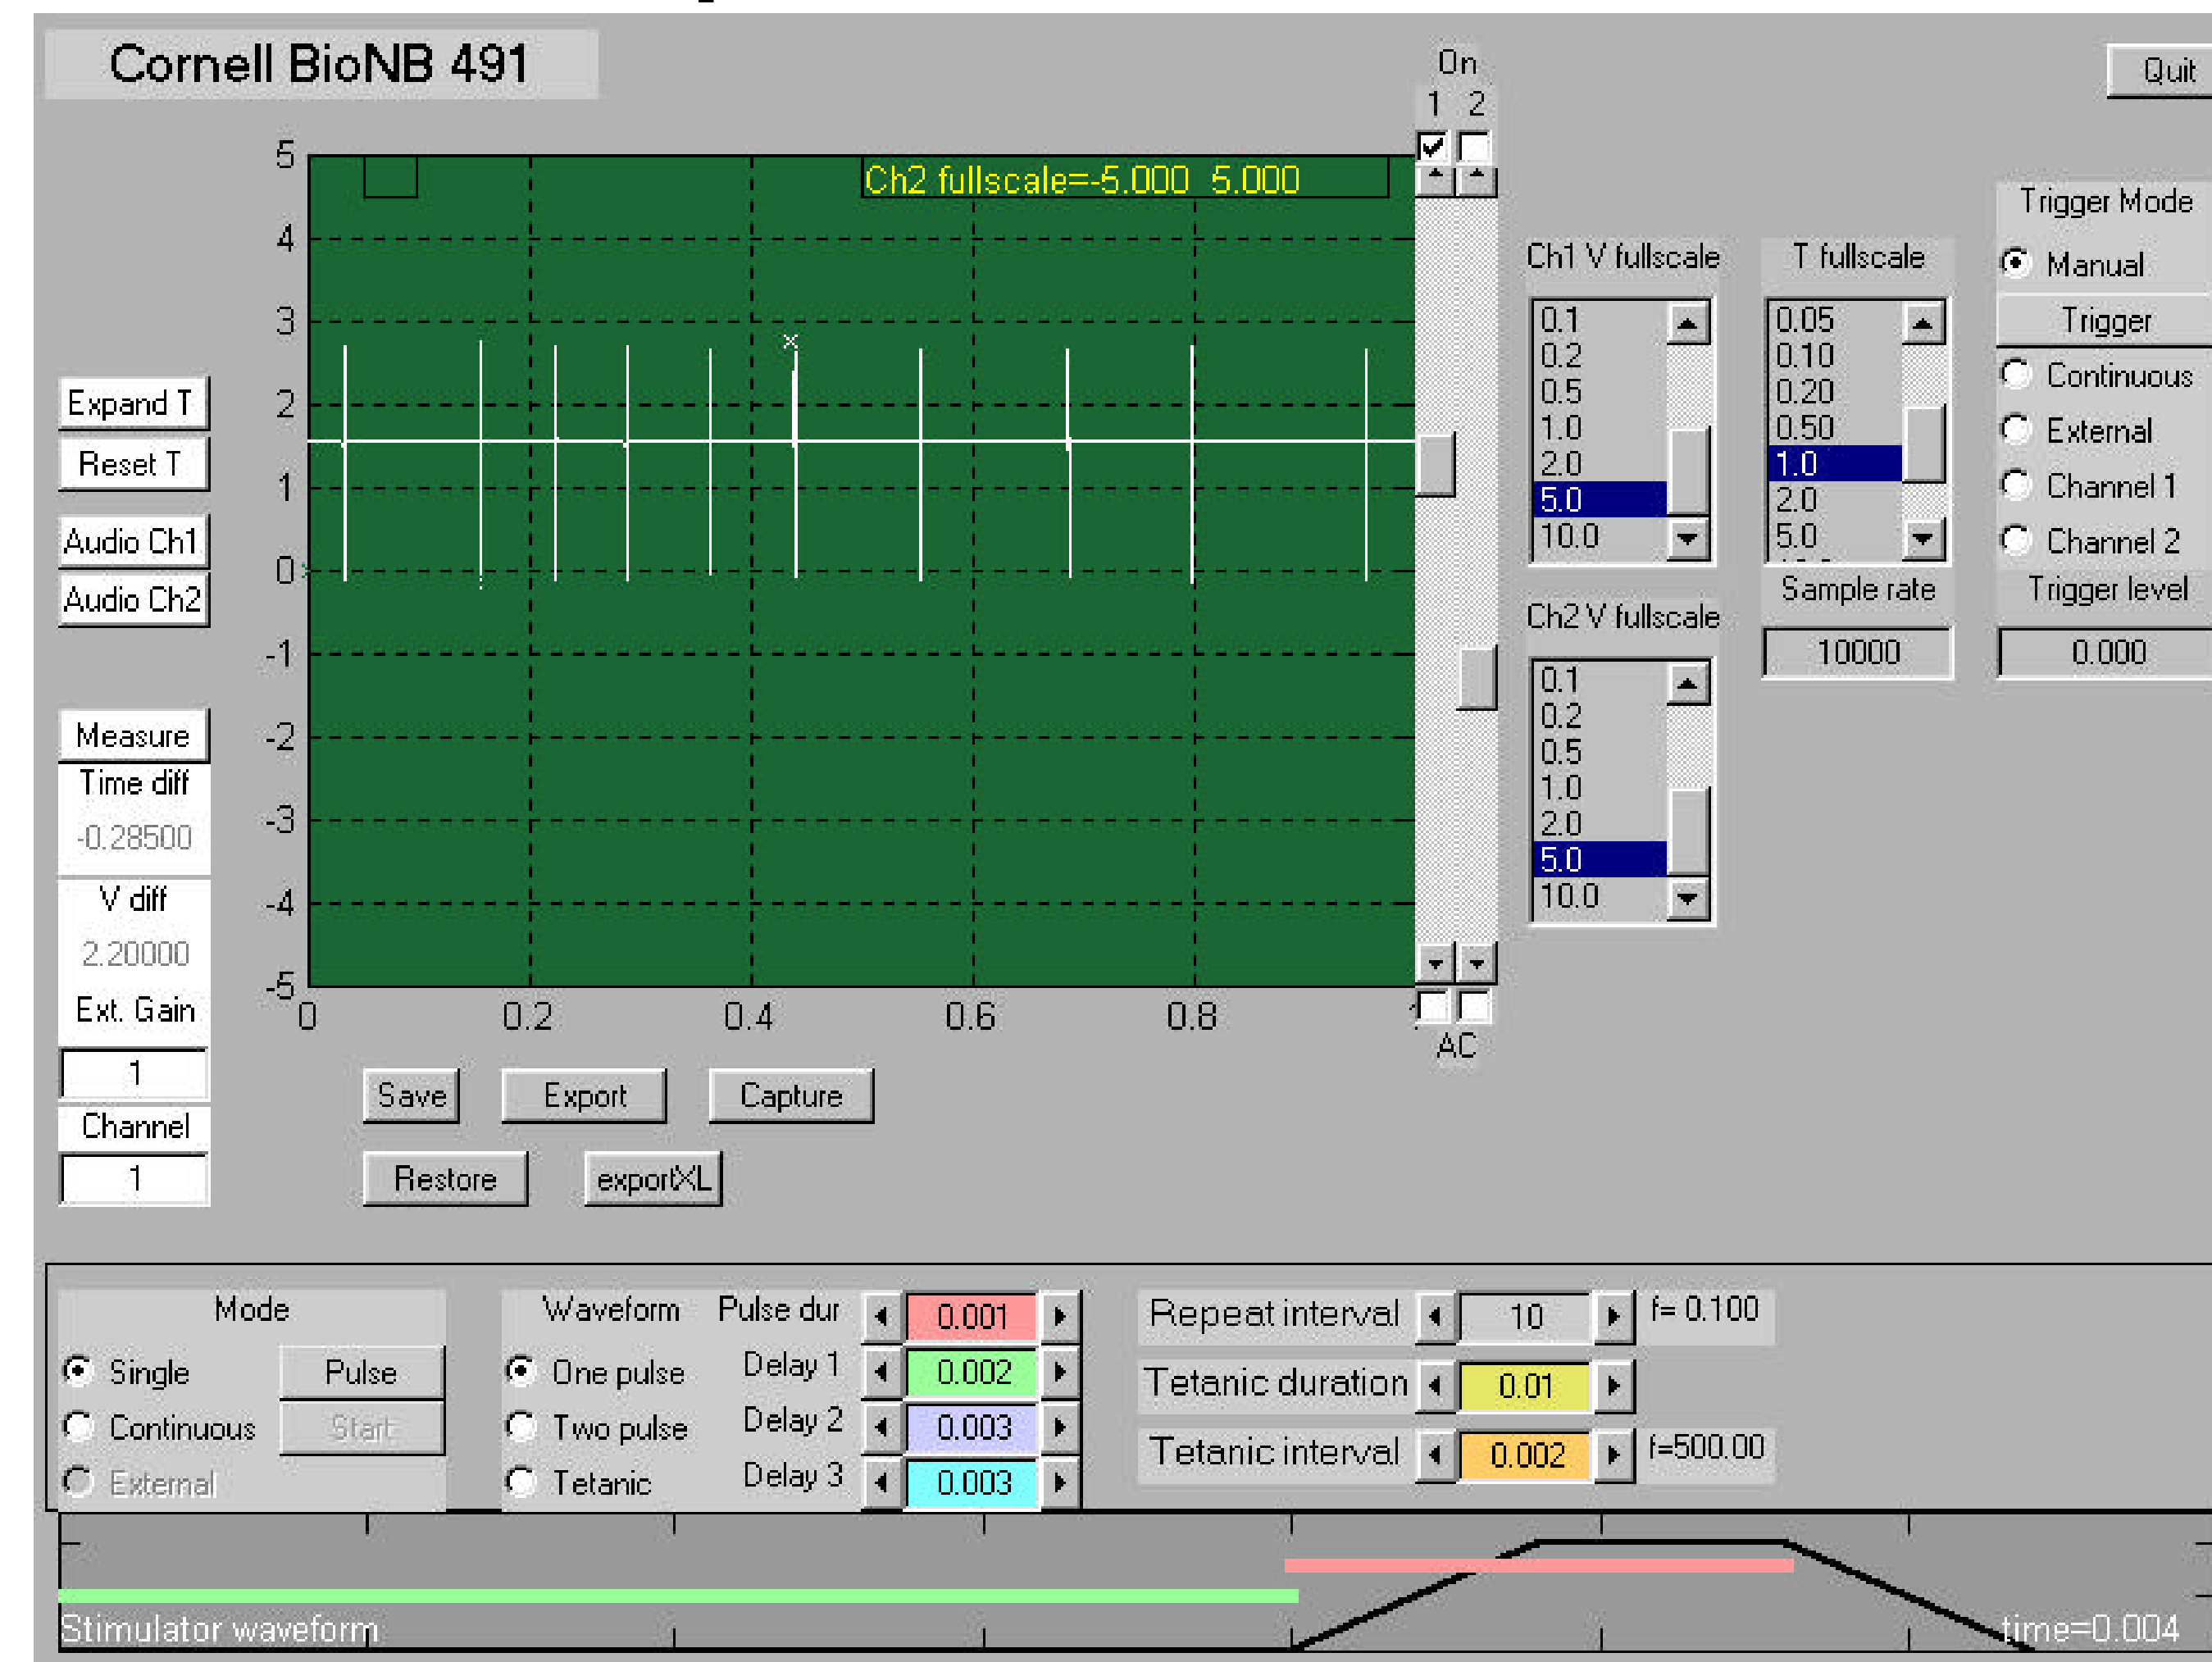 Cornell BioNB 491
On
1 2
Quit
Ch2 fullscale=-5.000 5.000
5
4
3
2
1
0
-1
-2
-3
-4
-5
0 0.2 0.4 0.6 0.8 1
AC
Expand T
Reset T
Audio Ch1
Audio Ch2
Measure
Time diff
-0.28500
V diff
2.20000
Ext. Gain
1
Channel
1
Ch1 V fullscale
0.1
0.2
0.5
1.0
2.0
5.0
10.0
Ch2 V fullscale
0.1
0.2
0.5
1.0
2.0
5.0
10.0
T fullscale
0.05
0.10
0.20
0.50
1.0
2.0
5.0
Sample rate
10000
Trigger Mode
Manual
Trigger
Continuous
External
Channel 1
Channel 2
Trigger level
0.000
Save Export Capture
Restore exportXL
Mode
Single Pulse
Continuous Start
External
Waveform
One pulse
Two pulse
Tetanic
Pulse dur 0.001
Delay 1 0.002
Delay 2 0.003
Delay 3 0.003
Repeat interval 10 f= 0.100
Tetanic duration 0.01
Tetanic interval 0.002 f=500.00
Stimulator waveform
time=0.004